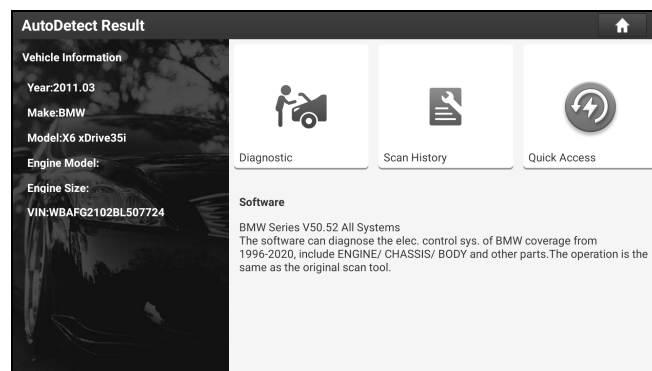 AutoDetect Result
Vehicle Information
Year:2011.03
Make:BMW
Model:X6 xDrive35i
Engine Model:
Engine Size:
VIN:WBAFG2102BL507724
Diagnostic
Scan History
Quick Access
Software
BMW Series V50.52 All Systems
The software can diagnose the elec. control sys. of BMW coverage from
1996-2020, include ENGINE/ CHASSIS/ BODY and other parts.The operation is the
same as the original scan tool.